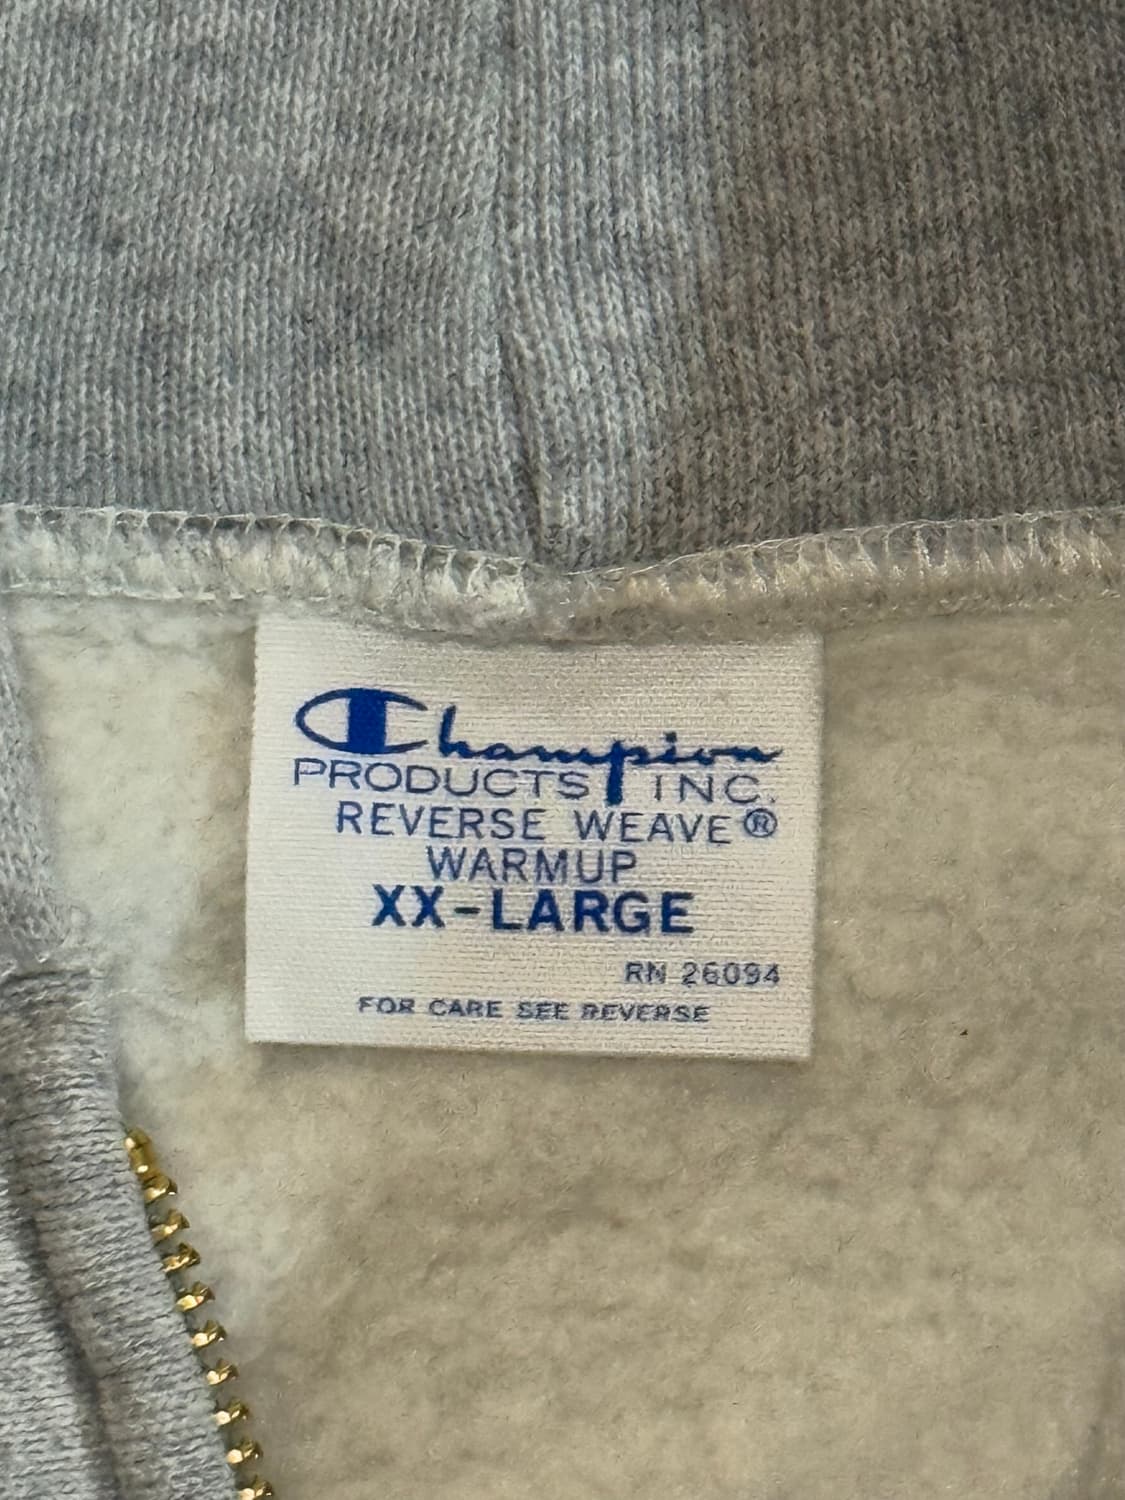 Champion
PRODUCTS INC.
REVERSE WEAVE®
WARMUP
XX-LARGE
RN 26094
FOR CARE SEE REVERSE